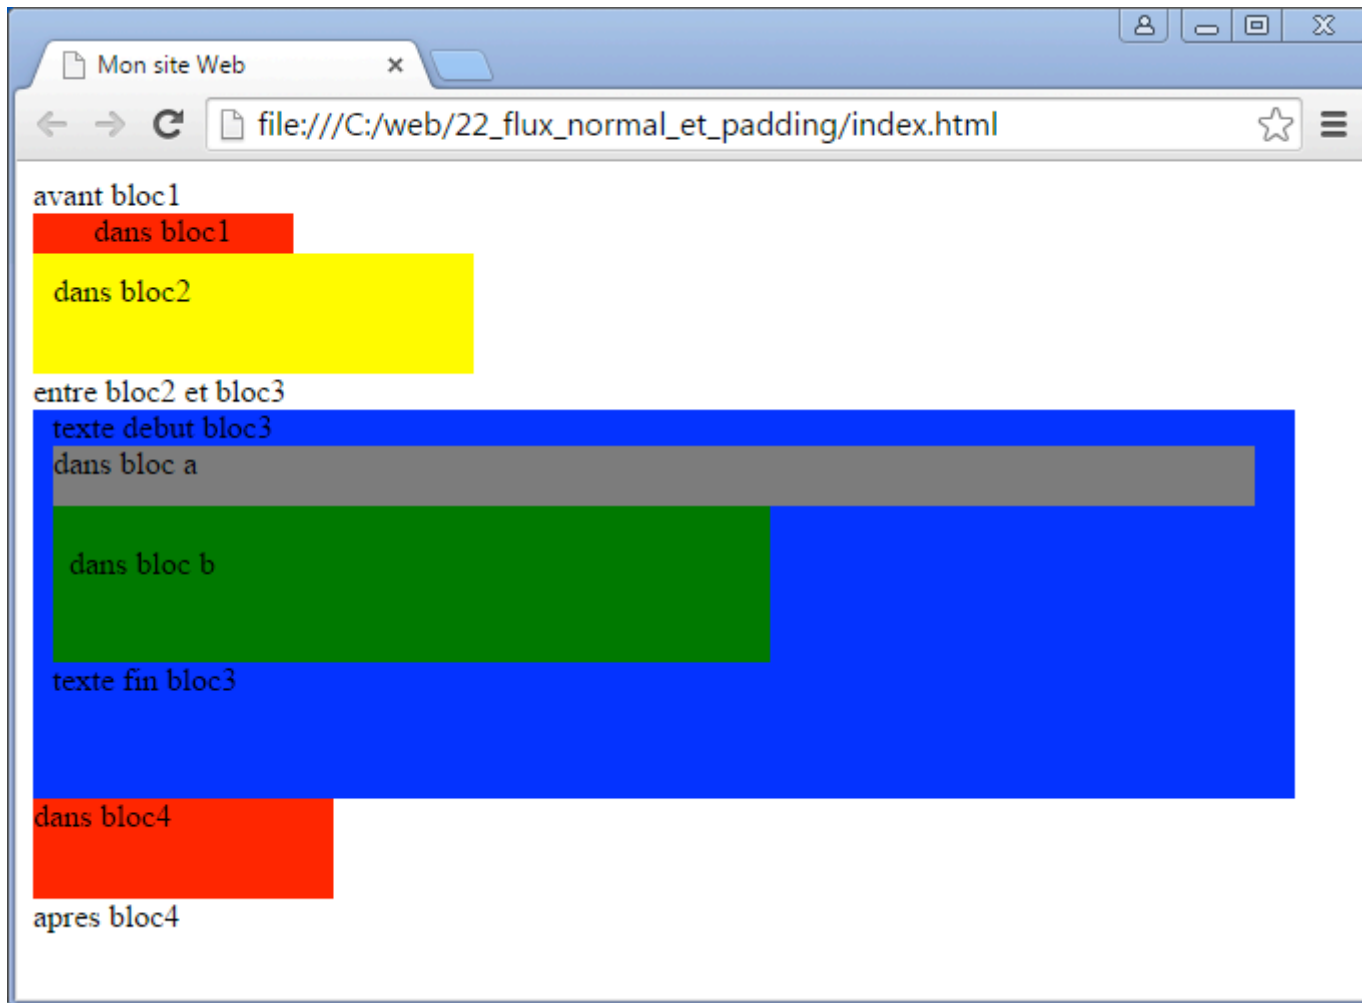 Mon site Web
file:///C:/web/22_flux_normal_et_padding/index.html
avant bloc1
dans bloc1
dans bloc2
entre bloc2 et bloc3
texte debut bloc3
dans bloc a
dans bloc b
texte fin bloc3
dans bloc4
apres bloc4